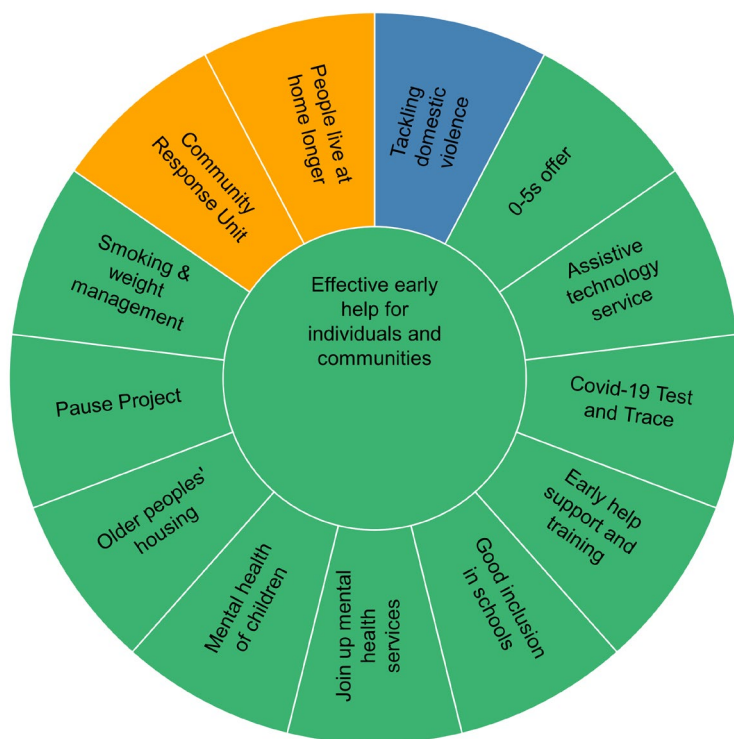 Effective early
help for
individuals and
communities
Tackling
domestic
violence
0-5s offer
Assistive
technology
service
Covid-19 Test
and Trace
Early help
support and
training
Good inclusion
in schools
Join up mental
health
services
Mental health
of children
Older peoples'
housing
Pause Project
Smoking &
weight
management
Community
Response Unit
People live at
home longer